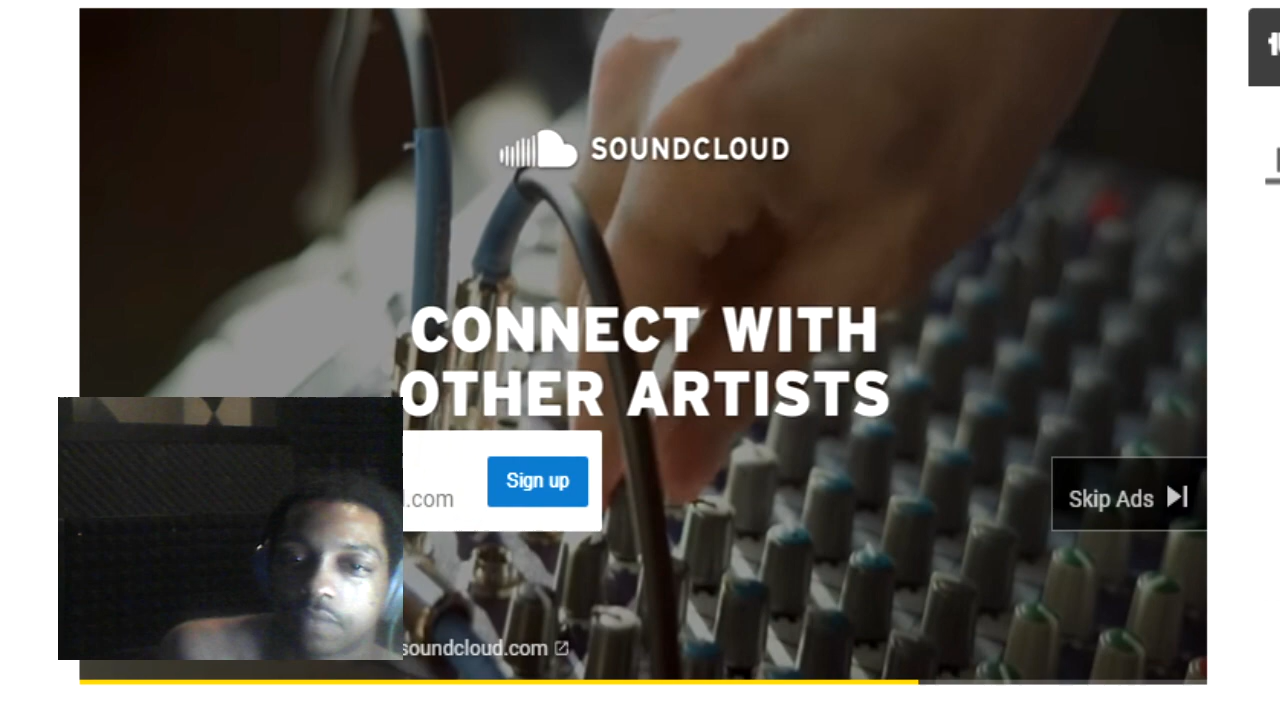 SOUNDCLOUD
CONNECT WITH
OTHER ARTISTS
.com
Sign up
Skip Ads
soundcloud.com